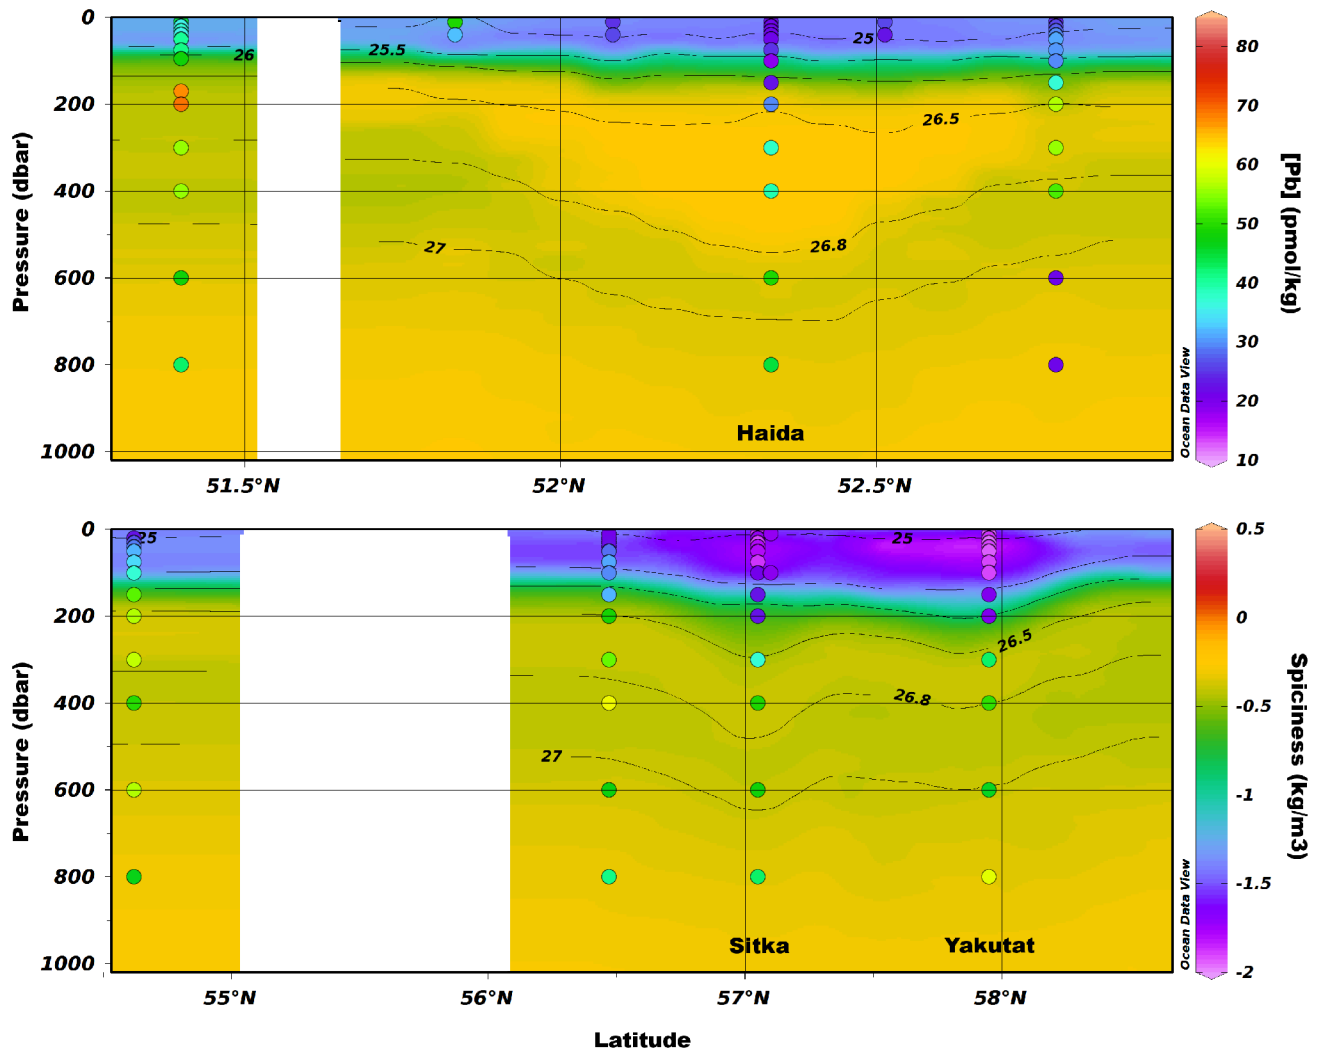 0
200
400
600
800
1000
Pressure (dbar)
26
25.5
25
26.5
26.8
27
Haida
51.5°N
52°N
52.5°N
Ocean Data View
80
70
60
50
40
30
20
10
[Pb] (pmol/kg)
0
200
400
600
800
1000
Pressure (dbar)
25
25
26.5
26.8
27
Sitka
Yakutat
55°N
56°N
57°N
58°N
Latitude
Ocean Data View
0.5
0
-0.5
-1
-1.5
-2
Spiciness (kg/m3)